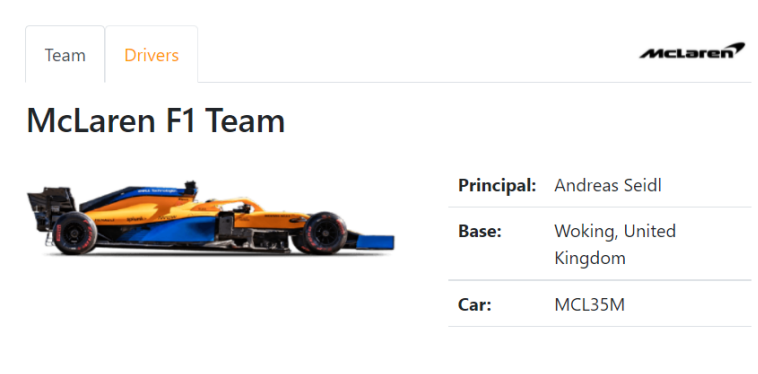 Team
Drivers
McLaren
McLaren F1 Team
Principal: Andreas Seidl
Base: Woking, United
Kingdom
Car: MCL35M